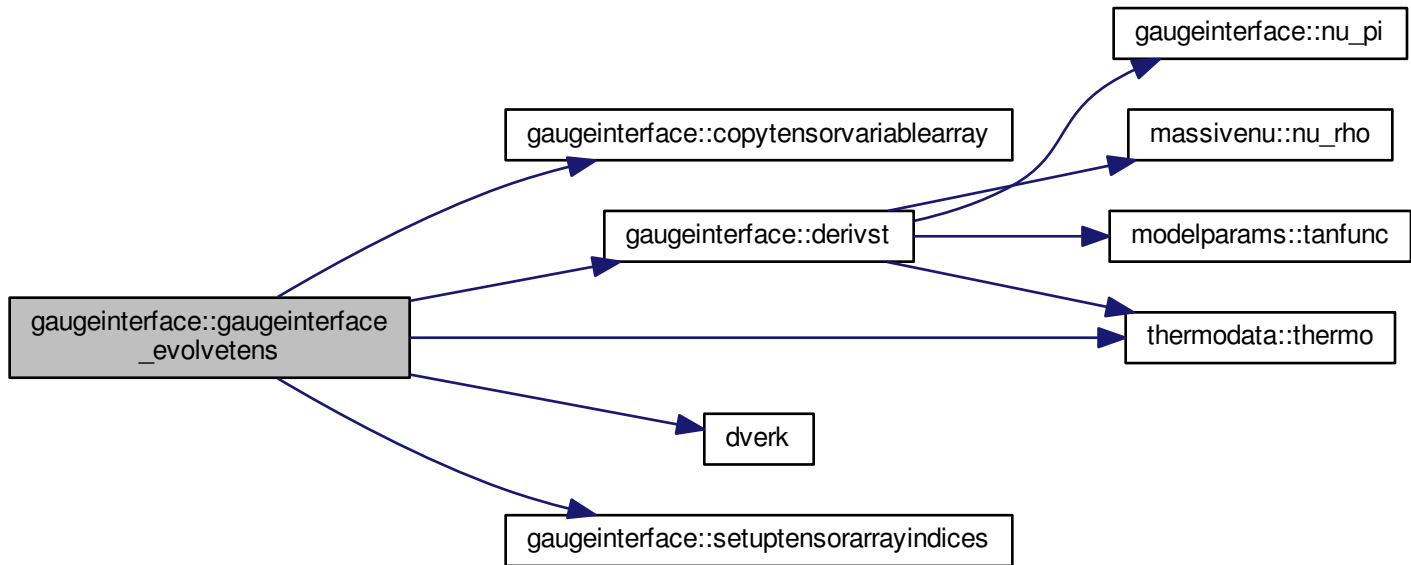 gaugeinterface::nu_pi
gaugeinterface::copytensorvariablearray
massivenu::nu_rho
gaugeinterface::derivst
modelparams::tanfunc
gaugeinterface::gaugeinterface
_evolvetens
thermodata::thermo
dverk
gaugeinterface::setuptensorarrayindices